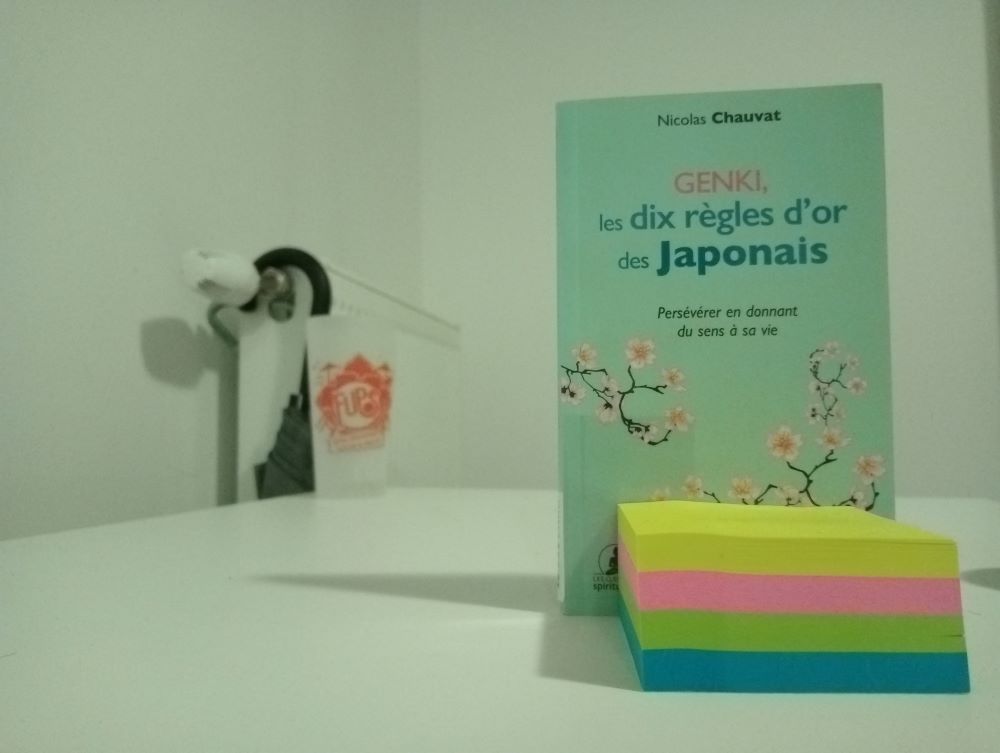 Nicolas Chauvat
GENKI,
les dix règles d'or
des Japonais
Persévérer en donnant
du sens à sa vie